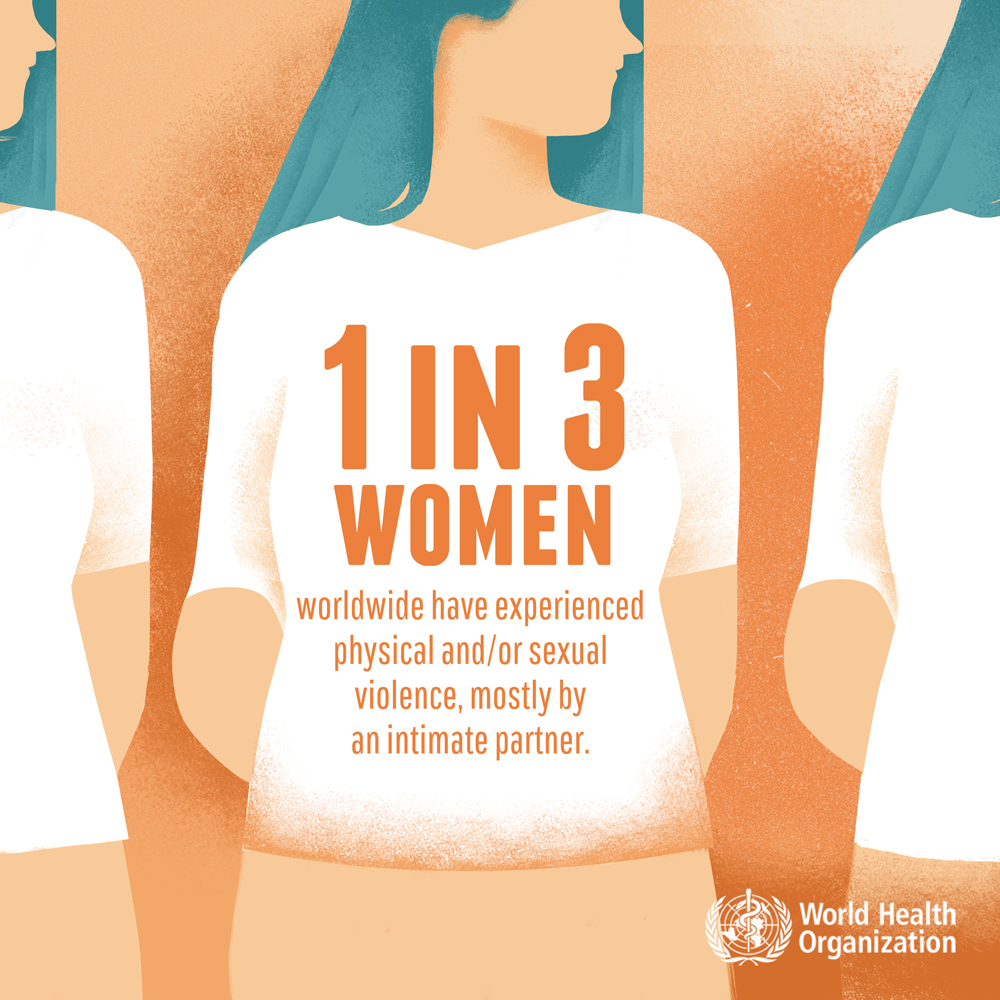 1 IN 3
WOMEN
worldwide have experienced
physical and/or sexual
violence, mostly by
an intimate partner.
World Health
Organization